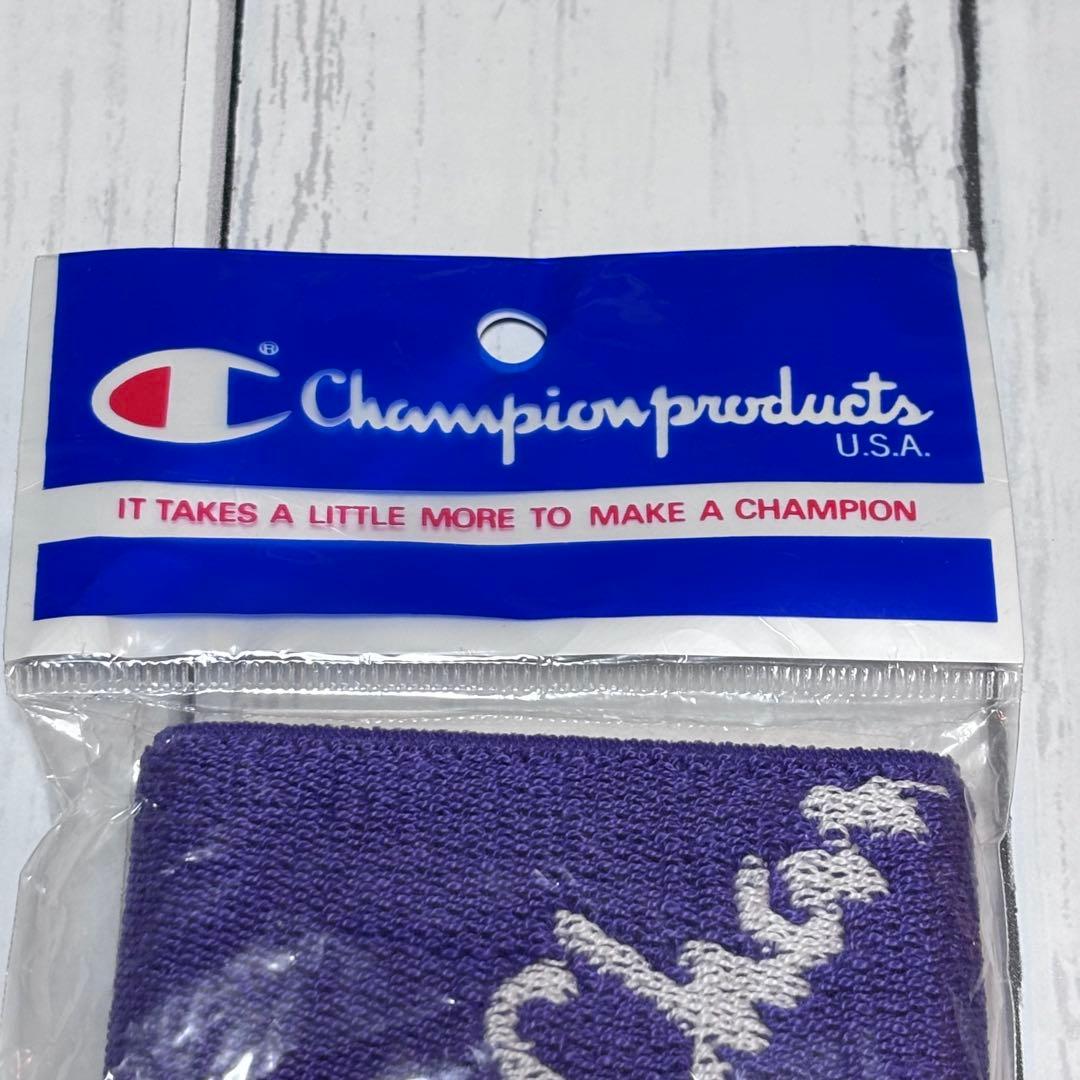 ®
Championproducts
U.S.A.
IT TAKES A LITTLE MORE TO MAKE A CHAMPION